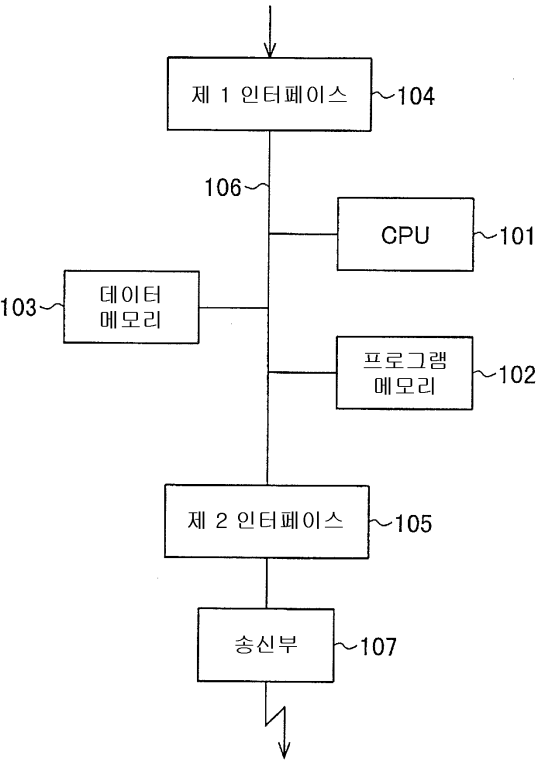 제 1 인터페이스
104
106
CPU
101
103
데이터
메모리
프로그램
메모리
102
제 2 인터페이스
105
송신부
107